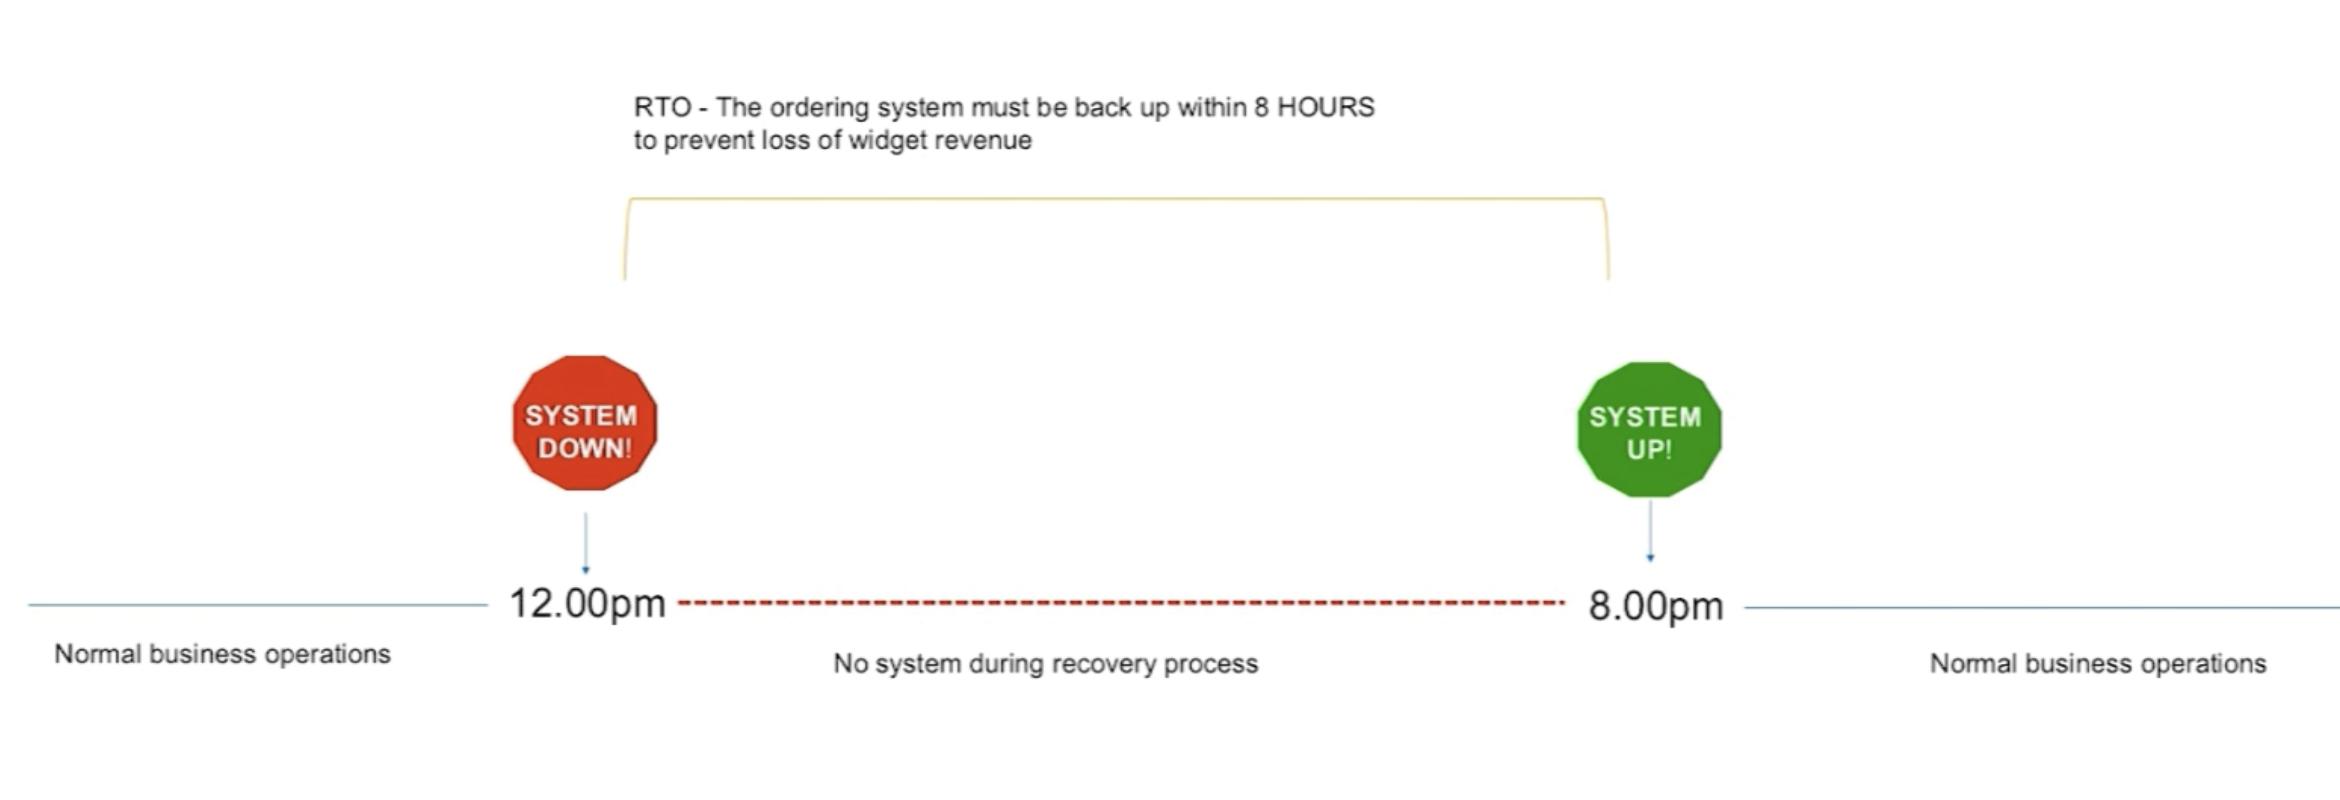 RTO - The ordering system must be back up within 8 HOURS
to prevent loss of widget revenue
SYSTEM
DOWN!
SYSTEM
UP!
12.00pm
8.00pm
Normal business operations
No system during recovery process
Normal business operations